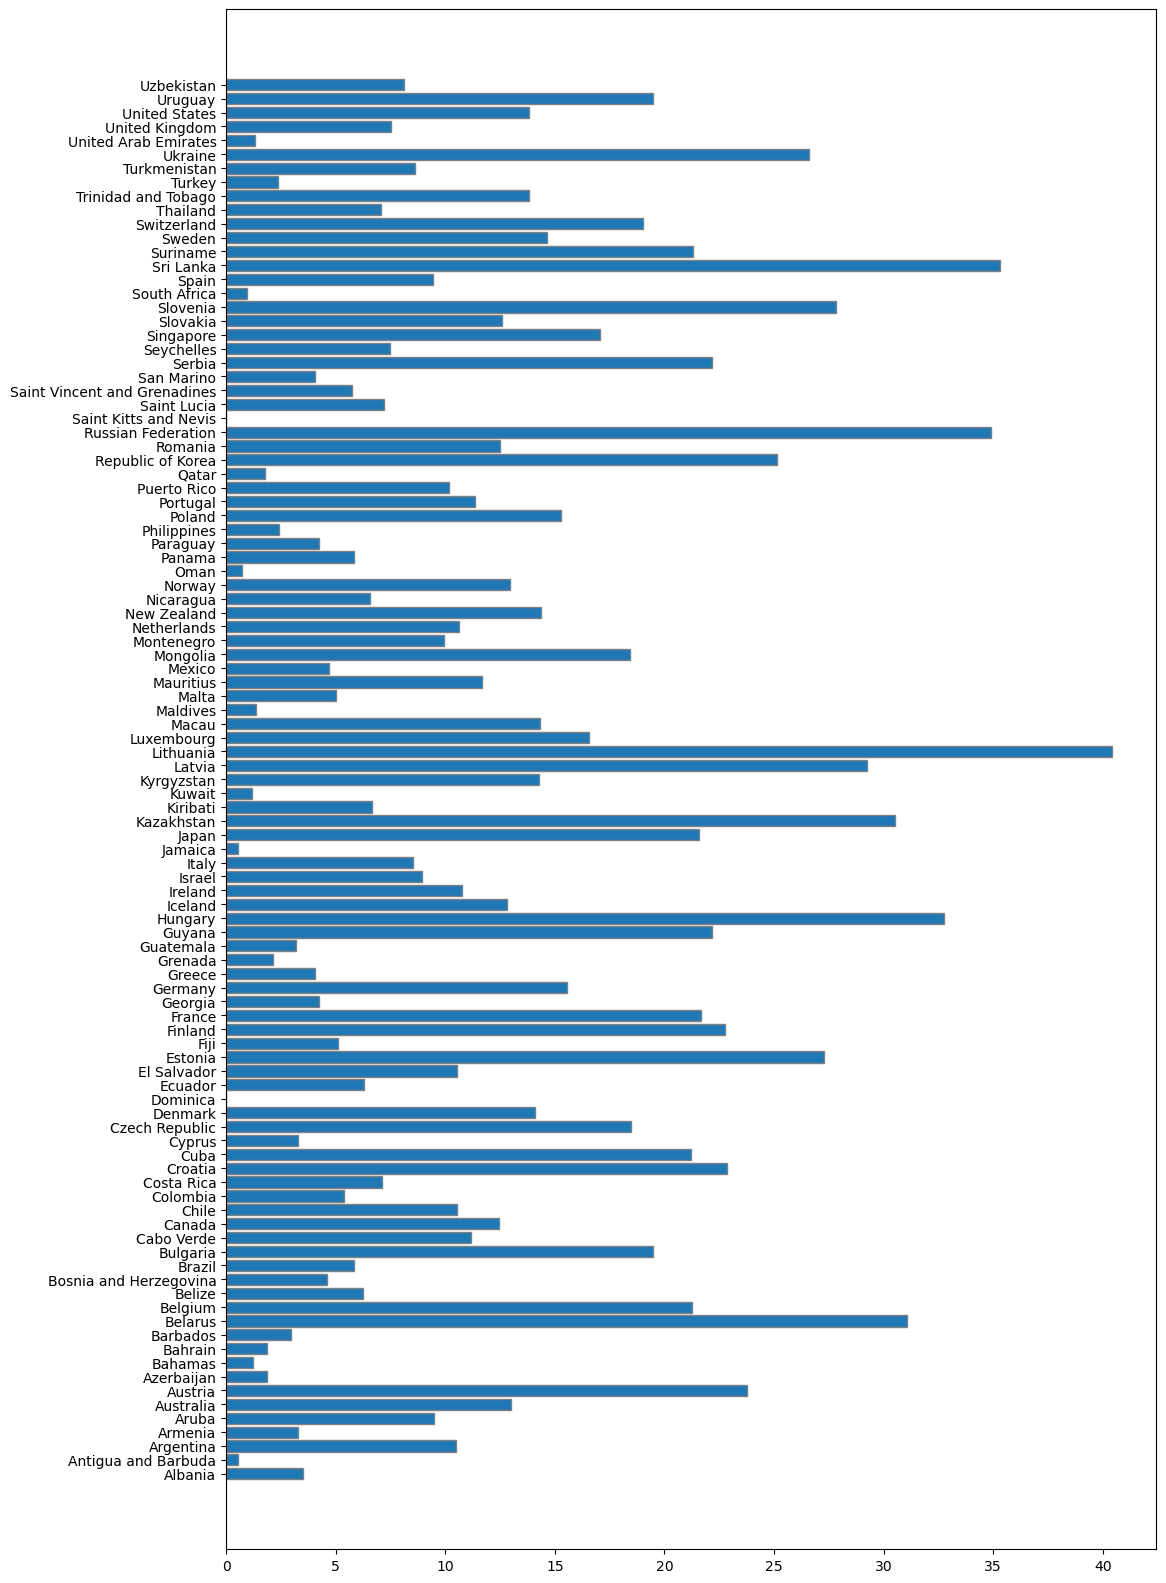 Uzbekistan
Uruguay
United States
United Kingdom
United Arab Emirates
Ukraine
Turkmenistan
Turkey
Trinidad and Tobago
Thailand
Switzerland
Sweden
Suriname
Sri Lanka
Spain
South Africa
Slovenia
Slovakia
Singapore
Seychelles
Serbia
San Marino
Saint Vincent and Grenadines
Saint Lucia
Saint Kitts and Nevis
Russian Federation
Romania
Republic of Korea
Qatar
Puerto Rico
Portugal
Poland
Philippines
Paraguay
Panama
Oman
Norway
Nicaragua
New Zealand
Netherlands
Montenegro
Mongolia
Mexico
Mauritius
Malta
Maldives
Macau
Luxembourg
Lithuania
Latvia
Kyrgyzstan
Kuwait
Kiribati
Kazakhstan
Japan
Jamaica
Italy
Israel
Ireland
Iceland
Hungary
Guyana
Guatemala
Grenada
Greece
Germany
Georgia
France
Finland
Fiji
Estonia
El Salvador
Ecuador
Dominica
Denmark
Czech Republic
Cyprus
Cuba
Croatia
Costa Rica
Colombia
Chile
Canada
Cabo Verde
Bulgaria
Brazil
Bosnia and Herzegovina
Belize
Belgium
Belarus
Barbados
Bahrain
Bahamas
Azerbaijan
Austria
Australia
Aruba
Armenia
Argentina
Antigua and Barbuda
Albania
0 5 10 15 20 25 30 35 40